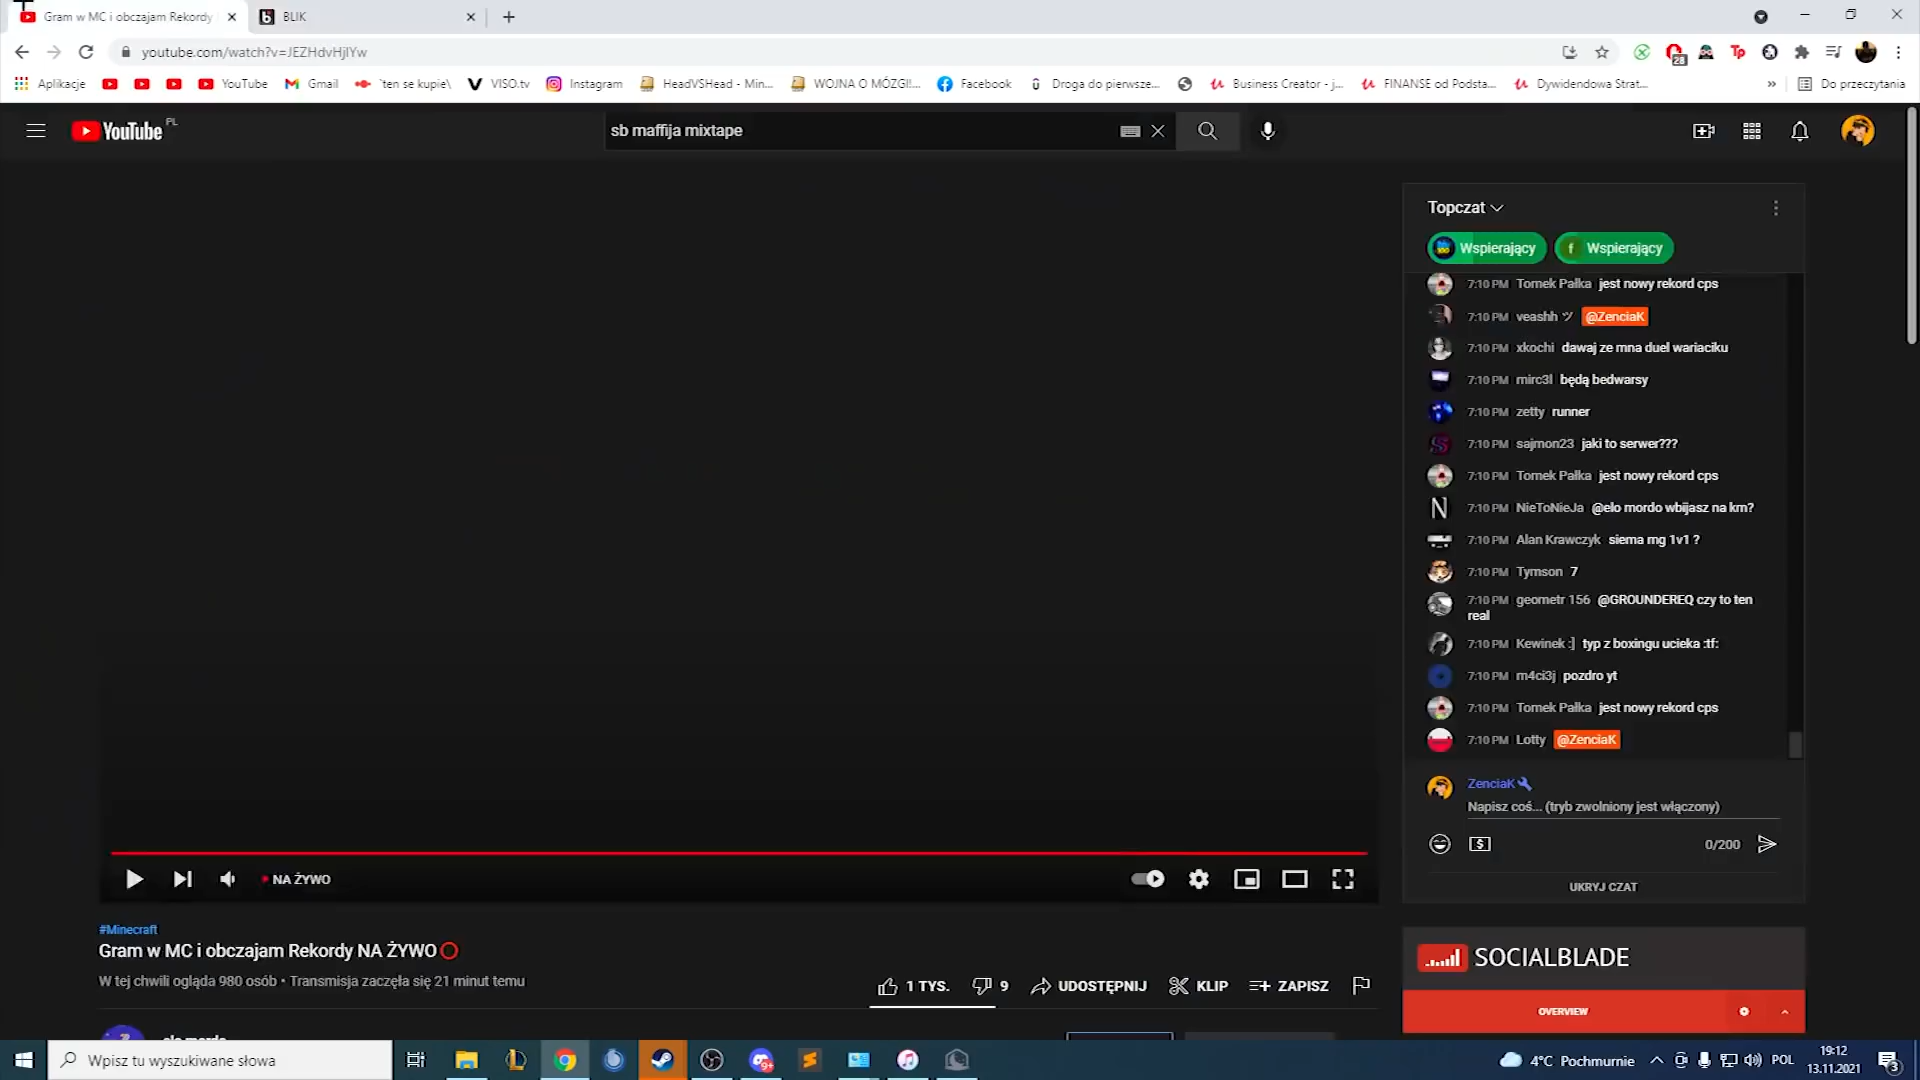 Gram w MC i obczajam Rekordy
BLIK
youtube.com/watch?v=JEZHdvHjlYw
28
Aplikacje
YouTube
Gmail
`ten se kupie\
VISO.tv
Instagram
HeadVSHead - Min...
WOJNA O MÓZG!!...
Facebook
Droga do pierwsze...
Business Creator - j...
FINANSE od Podsta...
Dywidendowa Strat...
»
Do przeczytania
YouTube PL
sb maffija mixtape
Topczat
Wspierający
Wspierający
7:10 PM Tomek Pałka jest nowy rekord cps
7:10 PM veashh ツ @ZenciaK
7:10 PM xkochi dawaj ze mna duel wariaciku
7:10 PM mirc3l będą bedwarsy
7:10 PM zetty runner
7:10 PM sajmon23 jaki to serwer???
7:10 PM Tomek Pałka jest nowy rekord cps
7:10 PM NieToNieJa @elo mordo wbijasz na km?
7:10 PM Alan Krawczyk siema mg 1v1 ?
7:10 PM Tymson 7
7:10 PM geometr 156 @GROUNDEREQ czy to ten
real
7:10 PM Kewinek :] typ z boxingu ucieka :tf:
7:10 PM m4ci3j pozdro yt
7:10 PM Tomek Pałka jest nowy rekord cps
7:10 PM Lotty @ZenciaK
ZenciaK
Napisz coś... (tryb zwolniony jest włączony)
0/200
UKRYJ CZAT
NA ŻYWO
#Minecraft
Gram w MC i obczajam Rekordy NA ŻYWO
W tej chwili ogląda 980 osób • Transmisja zaczęła się 21 minut temu
1 TYS.
9
UDOSTĘPNIJ
KLIP
ZAPISZ
SOCIALBLADE
OVERVIEW
Wpisz tu wyszukiwane słowa
9+
4°C Pochmurnie
POL
19:12
13.11.2021
3